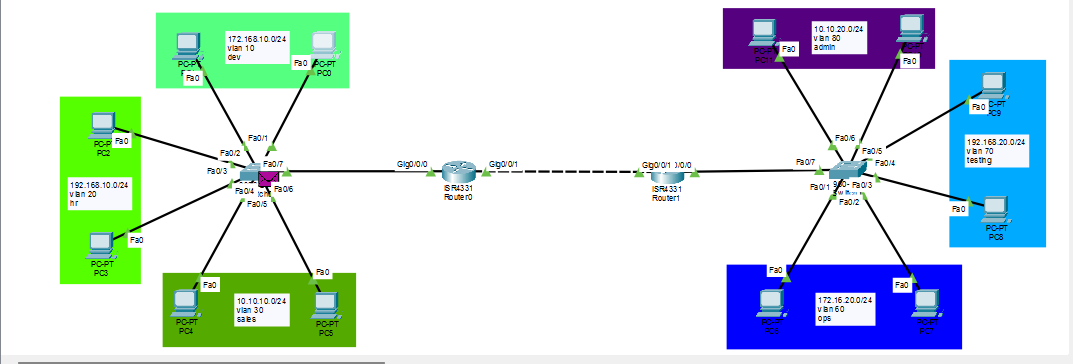 172.168.10.0/24
vlan 10
dev
Fa0
PC-PT
PC0
Fa0
Fa0/1
Fa0/2
Fa0/7
Fa0/3
Fa0/4
Fa0/6
Fa0/5
Fa0
PC2
192.168.10.0/24
vlan 20
hr
Fa0
PC-PT
PC3
10.10.10.0/24
vlan 30
sales
Fa0
PC-PT
PC4
Fa0
PC-PT
PC5
Gig0/0/0
Gig0/0/1
ISR4331
Router0
Gig0/0/1
ISR4331
Router1
10.10.20.0/24
vlan 80
admin
Fa0
Fa0
Fa0/6
Fa0/5
Fa0/4
Fa0/7
Fa0/1
Fa0/3
Fa0/2
Fa0
PC9
192.168.20.0/24
vlan 70
testing
Fa0
PC-PT
PC8
172.16.20.0/24
vlan 60
ops
Fa0
Fa0